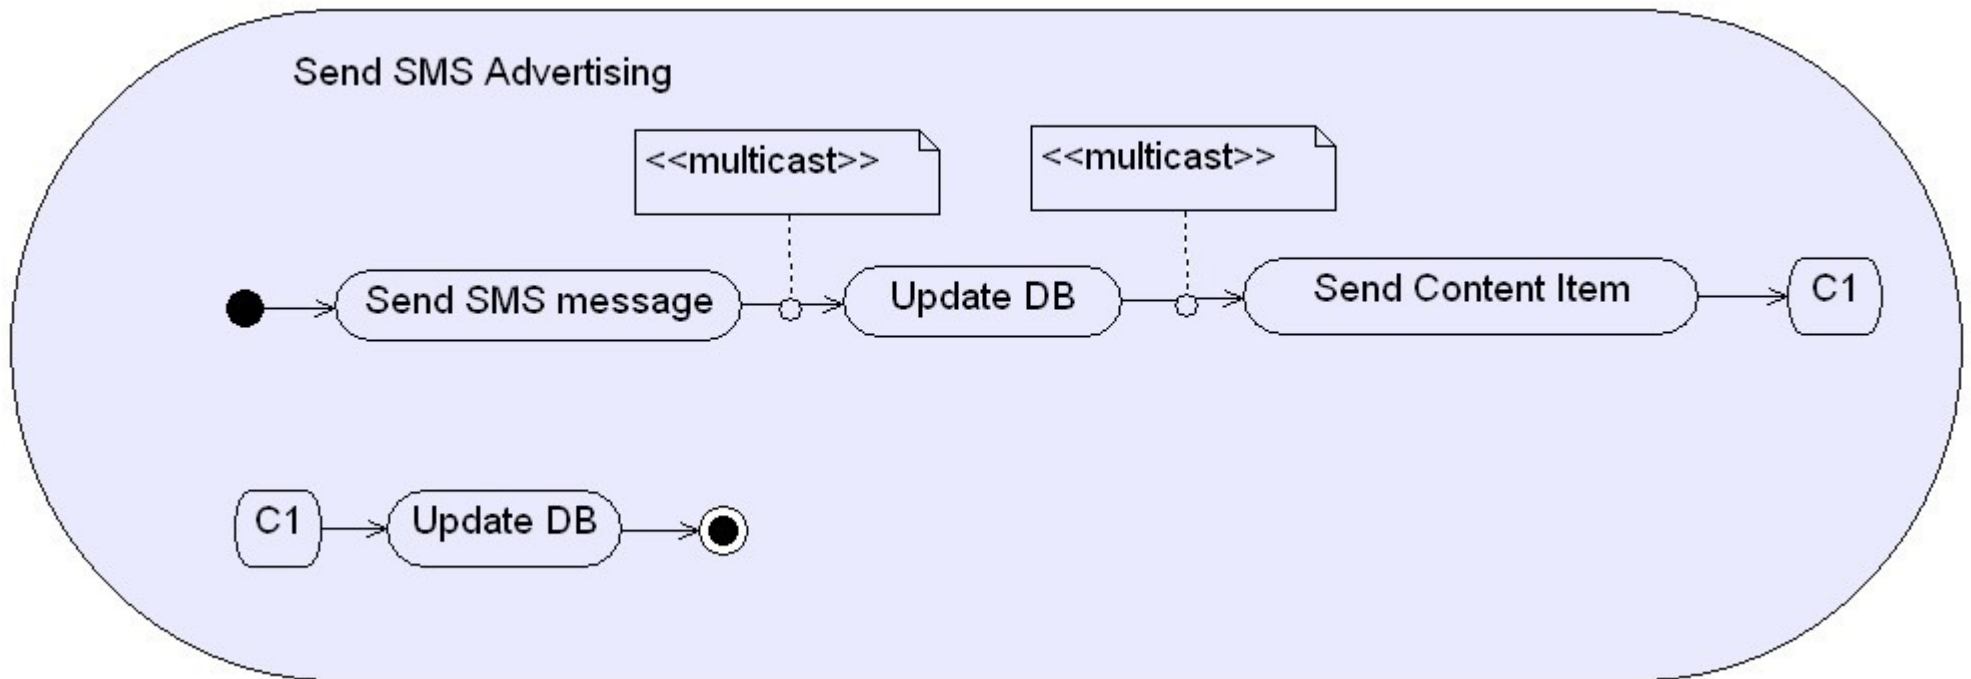 Send SMS Advertising
<<multicast>>
<<multicast>>
Send SMS message
Update DB
Send Content Item
C1
C1
Update DB